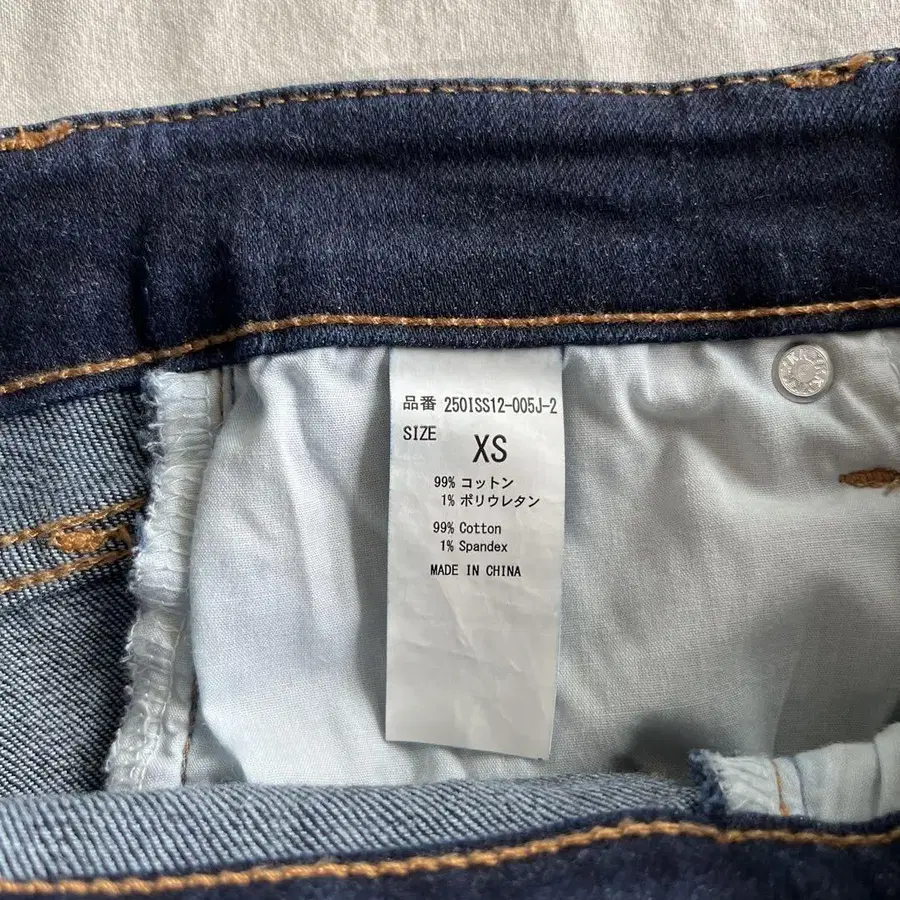 品番 250ISS12-005J-2
SIZE XS
99% コットン
1% ポリウレタン
99% Cotton
1% Spandex
MADE IN CHINA